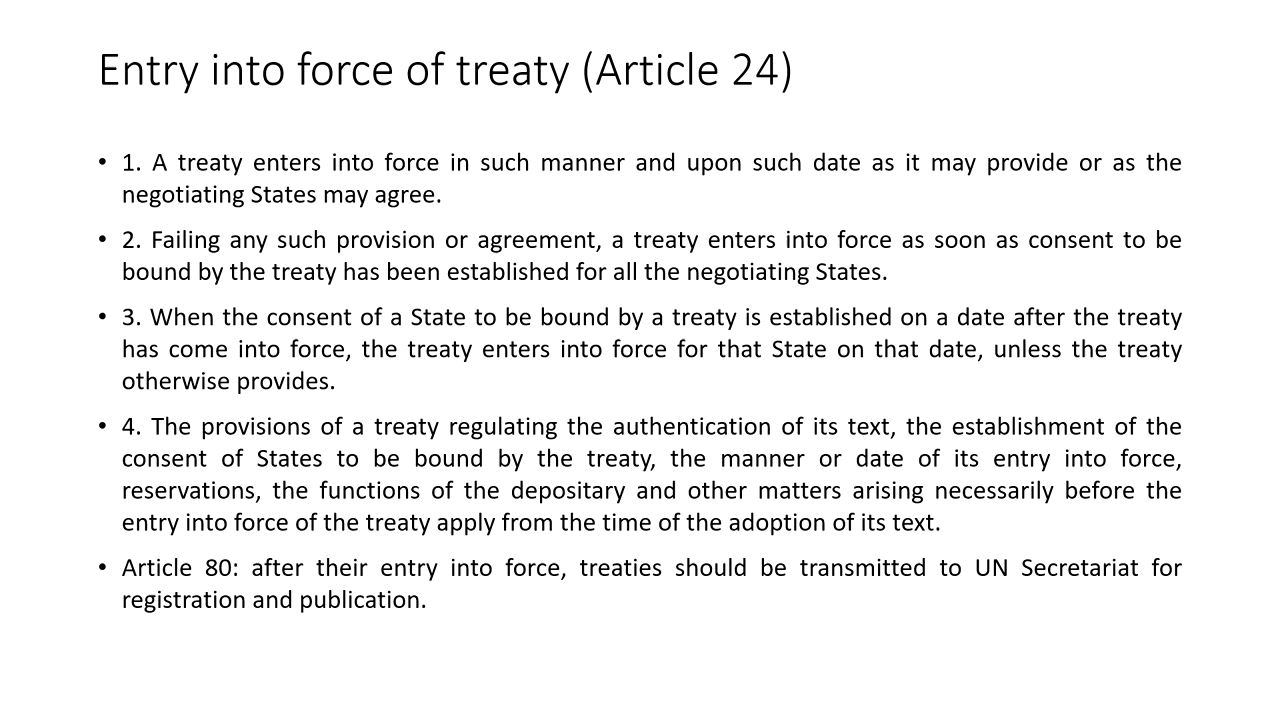 Entry into force of treaty (Article 24)
• 1. A treaty enters into force in such manner and upon such date as it may provide or as the
negotiating States may agree.
• 2. Failing any such provision or agreement, a treaty enters into force as soon as consent to be
bound by the treaty has been established for all the negotiating States.
• 3. When the consent of a State to be bound by a treaty is established on a date after the treaty
has come into force, the treaty enters into force for that State on that date, unless the treaty
otherwise provides.
• 4. The provisions of a treaty regulating the authentication of its text, the establishment of the
consent of States to be bound by the treaty, the manner or date of its entry into force,
reservations, the functions of the depositary and other matters arising necessarily before the
entry into force of the treaty apply from the time of the adoption of its text.
• Article 80: after their entry into force, treaties should be transmitted to UN Secretariat for
registration and publication.